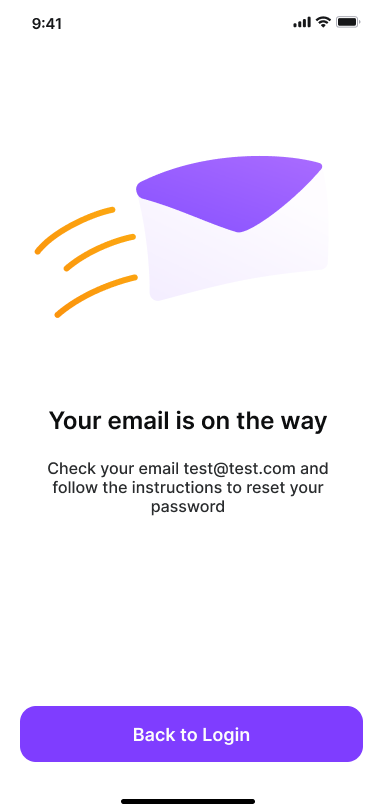 9:41
Your email is on the way
Check your email test@test.com and
follow the instructions to reset your
password
Back to Login